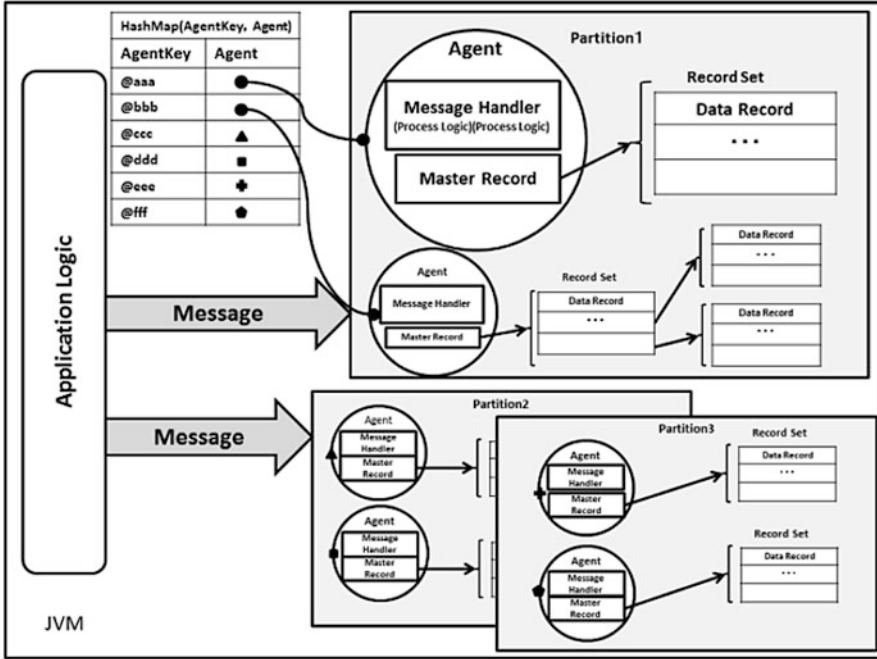 HashMap(AgentKey, Agent)
AgentKey Agent
@aaa
@bbb
@ccc
@ddd
@eee
@fff
Application Logic
JVM
Message
Message
Partition1
Agent
Message Handler
(Process Logic)(Process Logic)
Master Record
Record Set
Data Record
...
Agent
Message Handler
Master Record
Record Set
Data Record
...
Data Record
...
Data Record
...
Partition2
Agent
Message
Handler
Master
Record
Agent
Message
Handler
Master
Record
Partition3
Agent
Message
Handler
Master
Record
Record Set
Data Record
...
Agent
Message
Handler
Master
Record
Record Set
Data Record
...